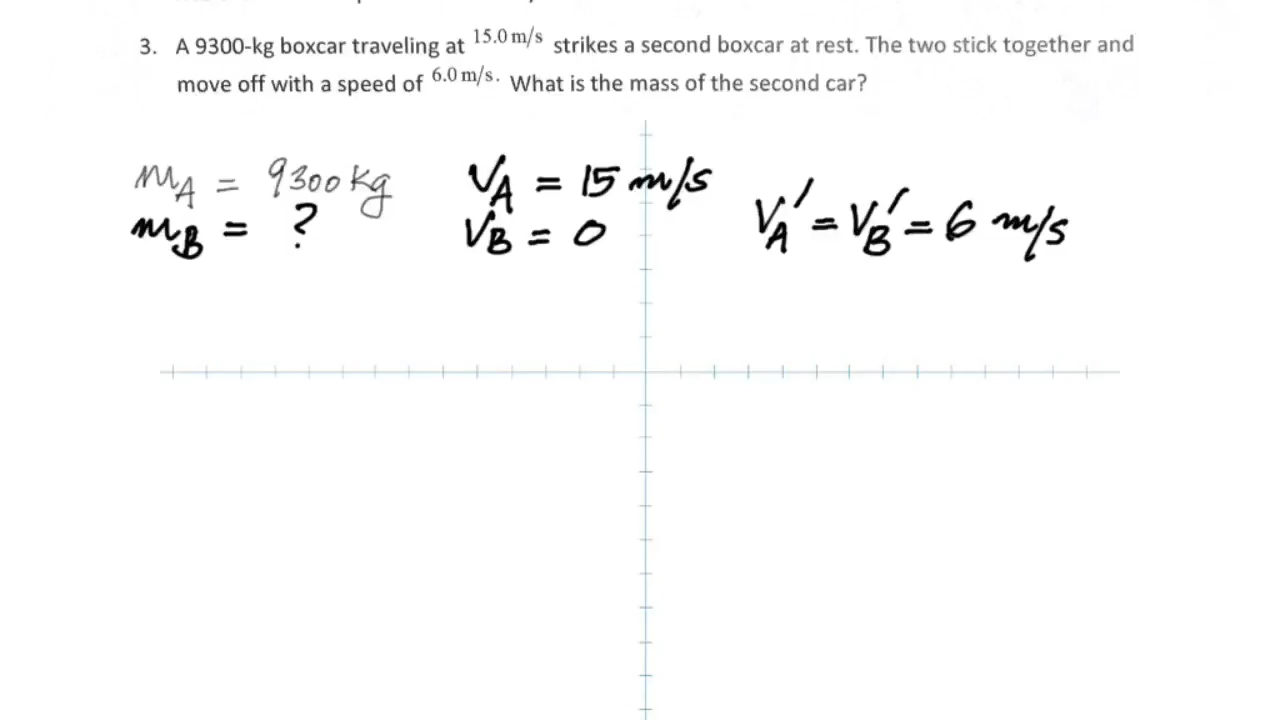 3. A 9300-kg boxcar traveling at 15.0 m/s strikes a second boxcar at rest. The two stick together and
move off with a speed of 6.0 m/s. What is the mass of the second car?
mA = 9300 kg VA = 15 m/s
mB = ? VB = 0 VA' = VB' = 6 m/s